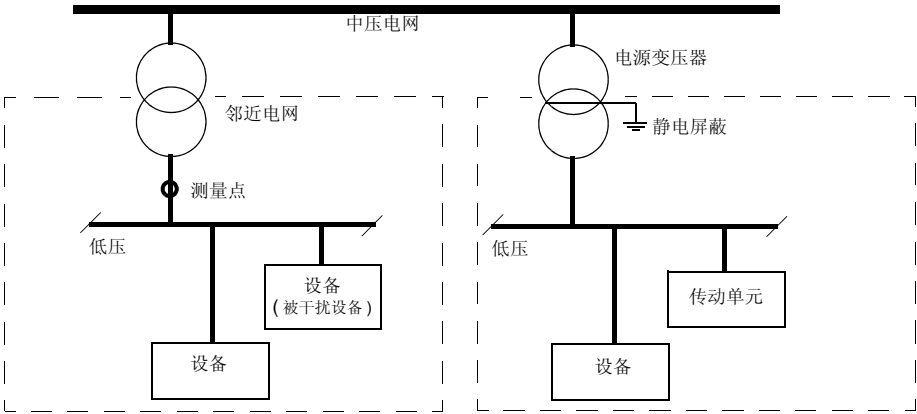 中压电网
电源变压器
邻近电网
静电屏蔽
测量点
低压
低压
设备
(被干扰设备)
传动单元
设备
设备